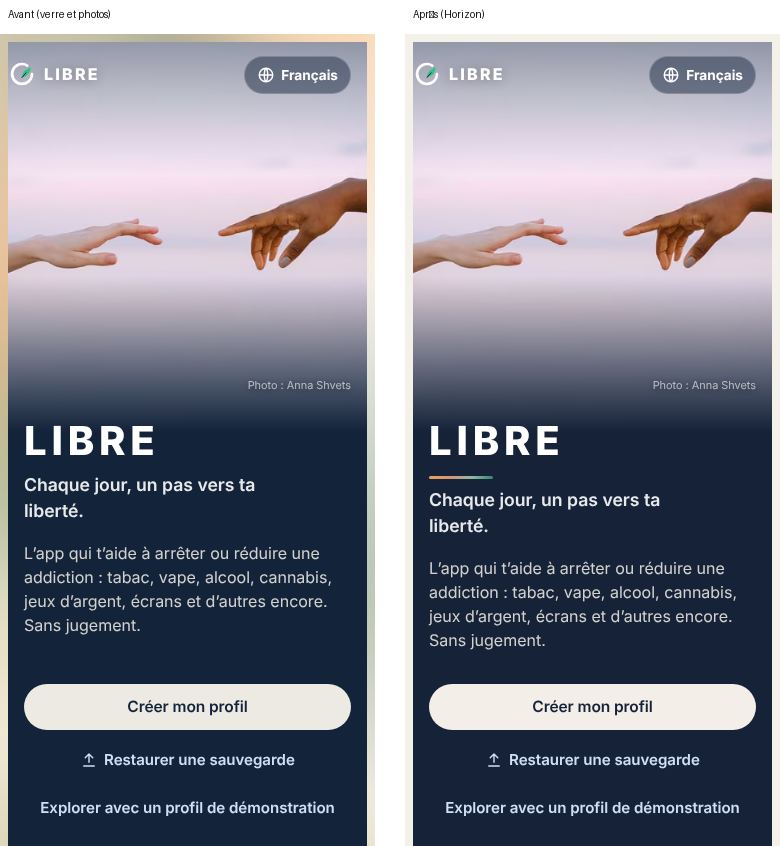 Avant (verre et photos)
LIBRE
Français
Photo : Anna Shvets
LIBRE
Chaque jour, un pas vers ta
liberté.
L’app qui t’aide à arrêter ou réduire une
addiction : tabac, vape, alcool, cannabis,
jeux d’argent, écrans et d’autres encore.
Sans jugement.
Créer mon profil
Restaurer une sauvegarde
Explorer avec un profil de démonstration
(Horizon)
LIBRE
Français
Photo : Anna Shvets
LIBRE
Chaque jour, un pas vers ta
liberté.
L’app qui t’aide à arrêter ou réduire une
addiction : tabac, vape, alcool, cannabis,
jeux d’argent, écrans et d’autres encore.
Sans jugement.
Créer mon profil
Restaurer une sauvegarde
Explorer avec un profil de démonstration